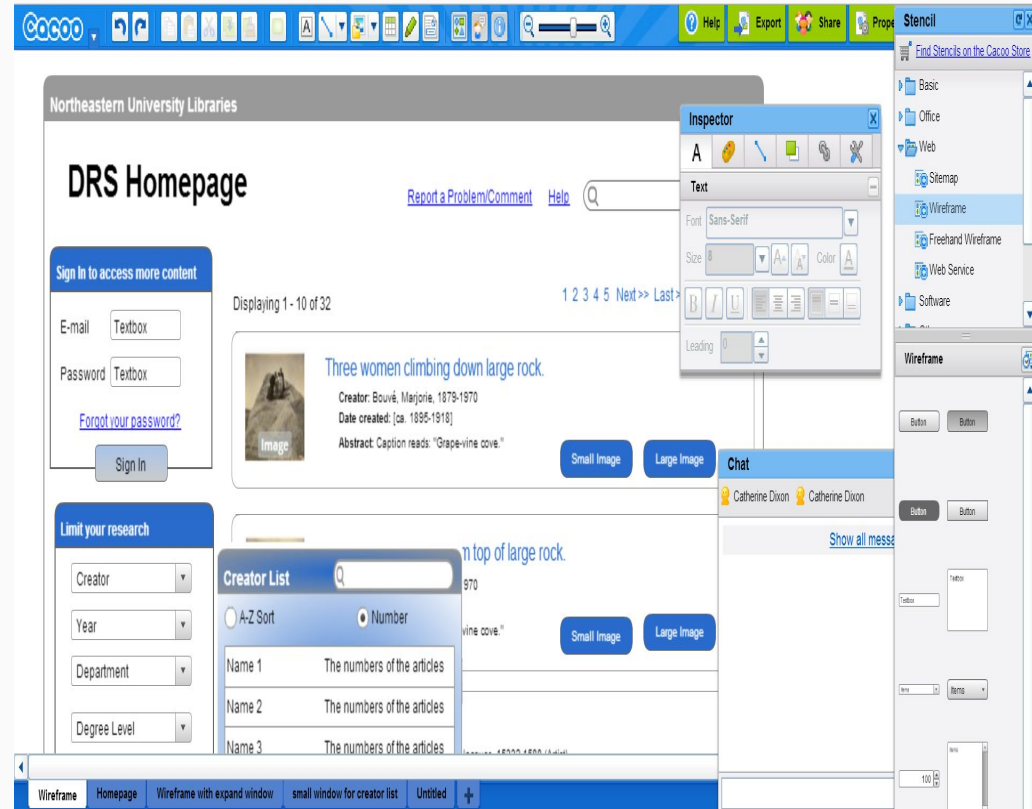 Cacoo
Help
Export
Share
Prope
Stencil
Find Stencils on the Cacoo Store
Basic
Office
Web
Sitemap
Wireframe
Freehand Wireframe
Web Service
Software
Wireframe
Button Button
Button Button
Textbox
Textbox
Items
Items
Items
100
Northeastern University Libraries
DRS Homepage
Report a Problem/Comment
Help
Inspector
A
Text
Font Sans-Serif
Size 8
Color A
B I U
Leading 0
Sign In to access more content
E-mail Textbox
Password Textbox
Forgot your password?
Sign In
Displaying 1 - 10 of 32
1 2 3 4 5 Next >> Last >
Three women climbing down large rock.
Creator: Bouvé, Marjorie, 1879-1970
Date created: [ca. 1895-1918]
Abstract: Caption reads: "Grape-vine cove."
Image
Small Image
Large Image
Chat
Catherine Dixon Catherine Dixon
Show all messa
Limit your research
Creator
Year
Department
Degree Level
top of large rock.
970
vine cove."
Small Image
Large Image
Creator List
A-Z Sort
Number
Name 1 The numbers of the articles
Name 2 The numbers of the articles
Name 3 The numbers of the articles
Wireframe
Homepage
Wireframe with expand window
small window for creator list
Untitled
+